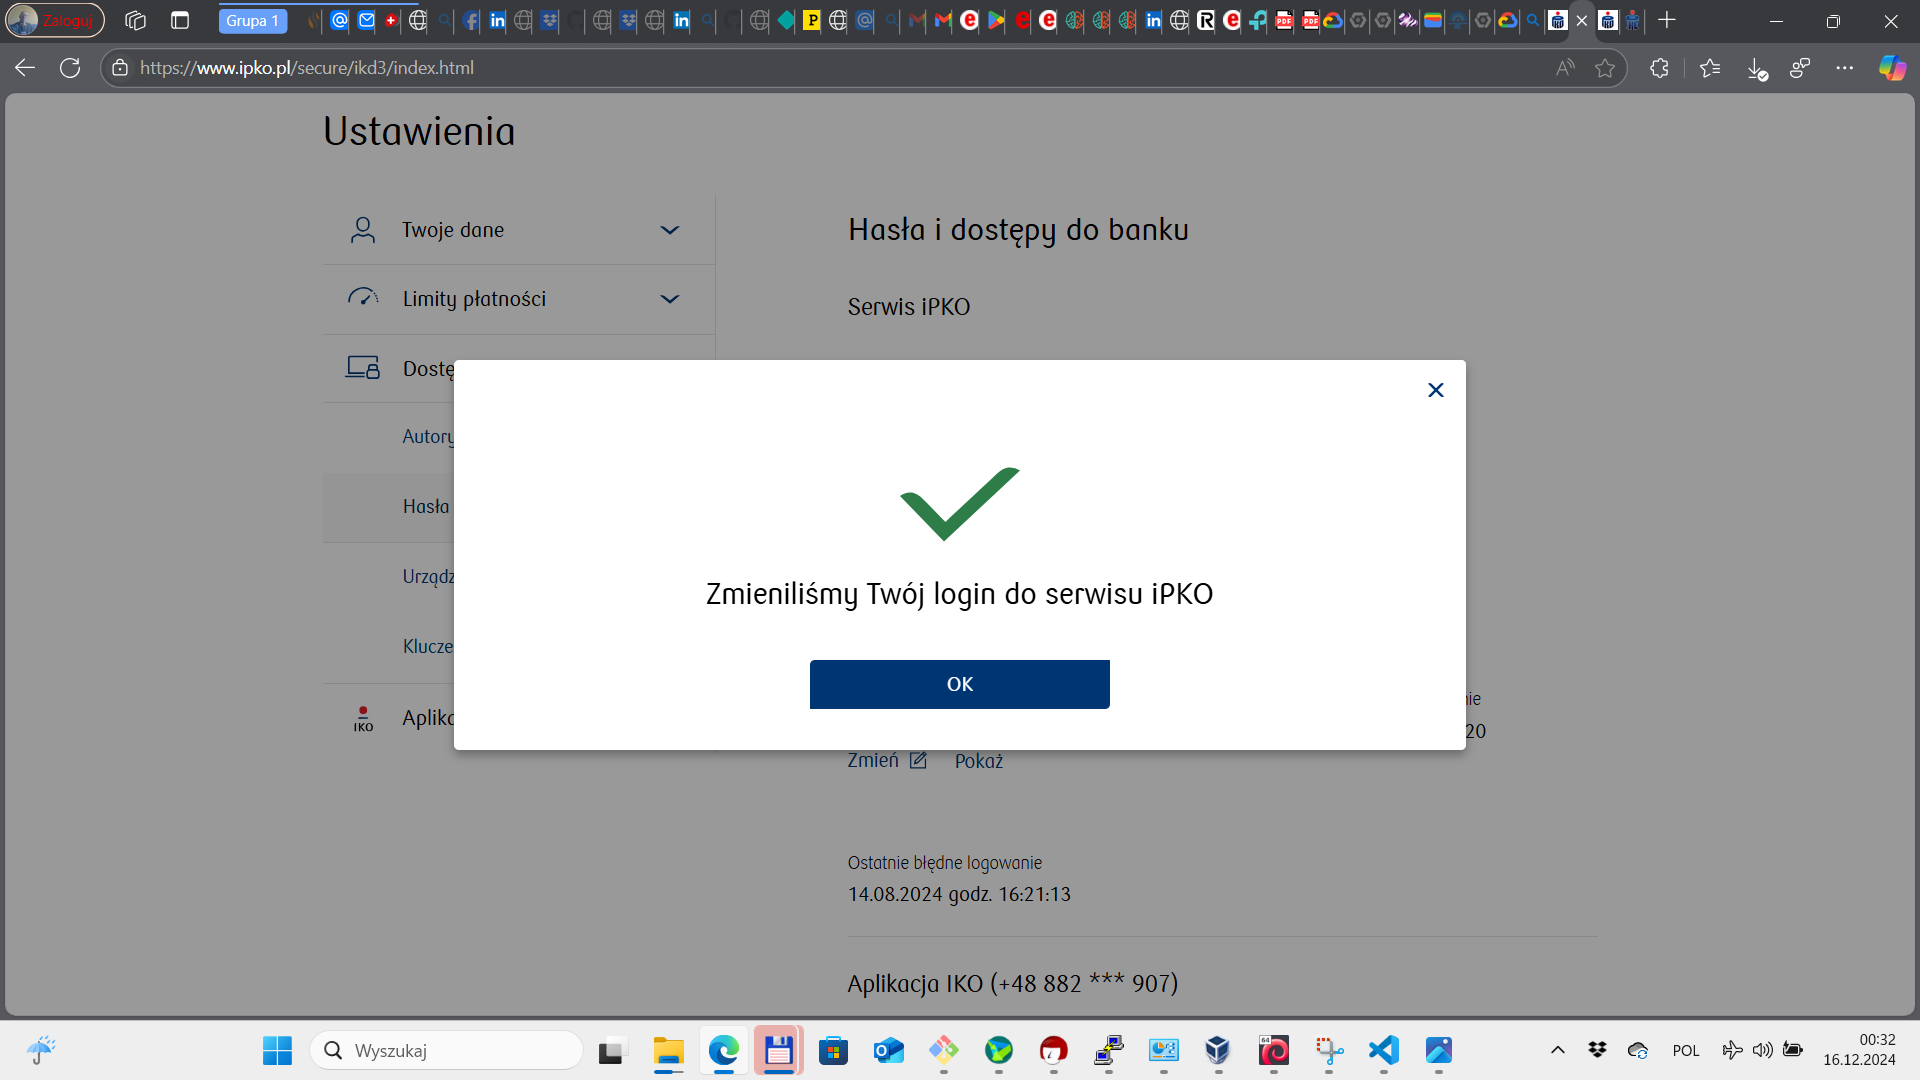 Zaloguj
Grupa 1
https://www.ipko.pl/secure/ikd3/index.html
Ustawienia
Twoje dane
Limity płatności
Dostę
Autory
Hasła
Urządz
Klucze
IKO
Aplika
Hasła i dostępy do banku
Serwis iPKO
Zmieniliśmy Twój login do serwisu iPKO
OK
nie
20
Zmień
Pokaż
Ostatnie błędne logowanie
14.08.2024 godz. 16:21:13
Aplikacja IKO (+48 882 *** 907)
Wyszukaj
64
POL
00:32
16.12.2024